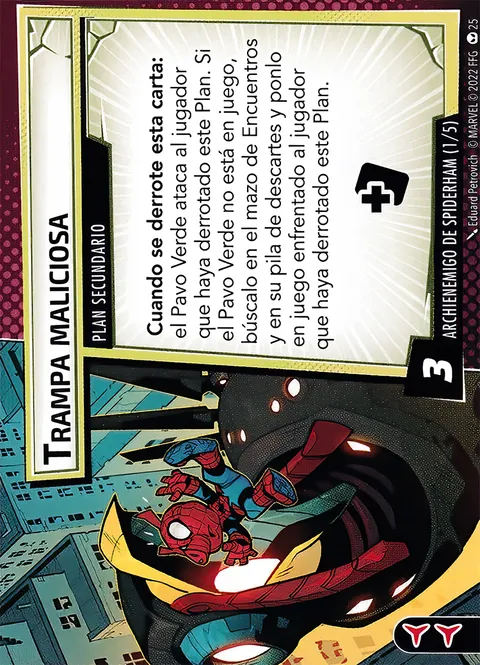 TRAMPA MALICIOSA
PLAN SECUNDARIO
Cuando se derrote esta carta:
el Pavo Verde ataca al jugador
que haya derrotado este Plan. Si
el Pavo Verde no está en juego,
búscalo en el mazo de Encuentros
y en su pila de descartes y ponlo
en juego enfrentado al jugador
que haya derrotado este Plan.
3
ARCHIENEMIGO DE SPIDERHAM (1/5)
Eduard Petrovich © MARVEL © 2022 FFG 25